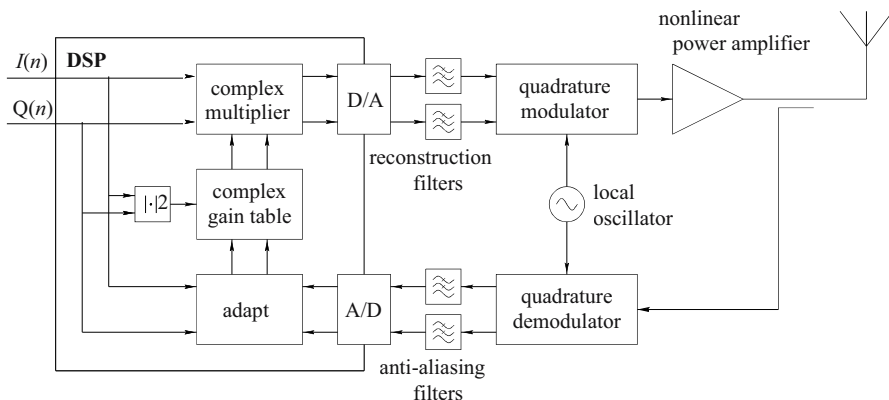 I(n)
DSP
Q(n)
complex
multiplier
D/A
reconstruction
filters
quadrature
modulator
nonlinear
power amplifier
|·|2
complex
gain table
local
oscillator
adapt
A/D
anti-aliasing
filters
quadrature
demodulator